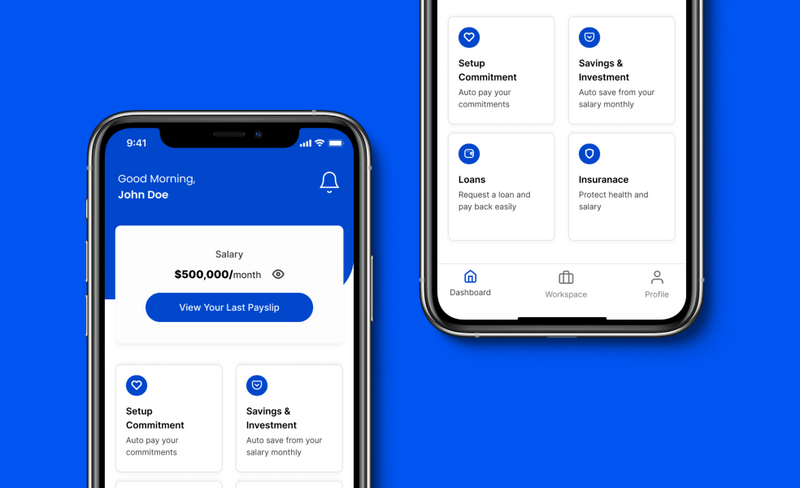 9:41
Good Morning,
John Doe
Salary
$500,000/month
View Your Last Payslip
Setup
Commitment
Auto pay your
commitments
Savings &
Investment
Auto save from your
salary monthly
Setup
Commitment
Auto pay your
commitments
Savings &
Investment
Auto save from your
salary monthly
Loans
Request a loan and
pay back easily
Insuranace
Protect health and
salary
Dashboard
Workspace
Profile